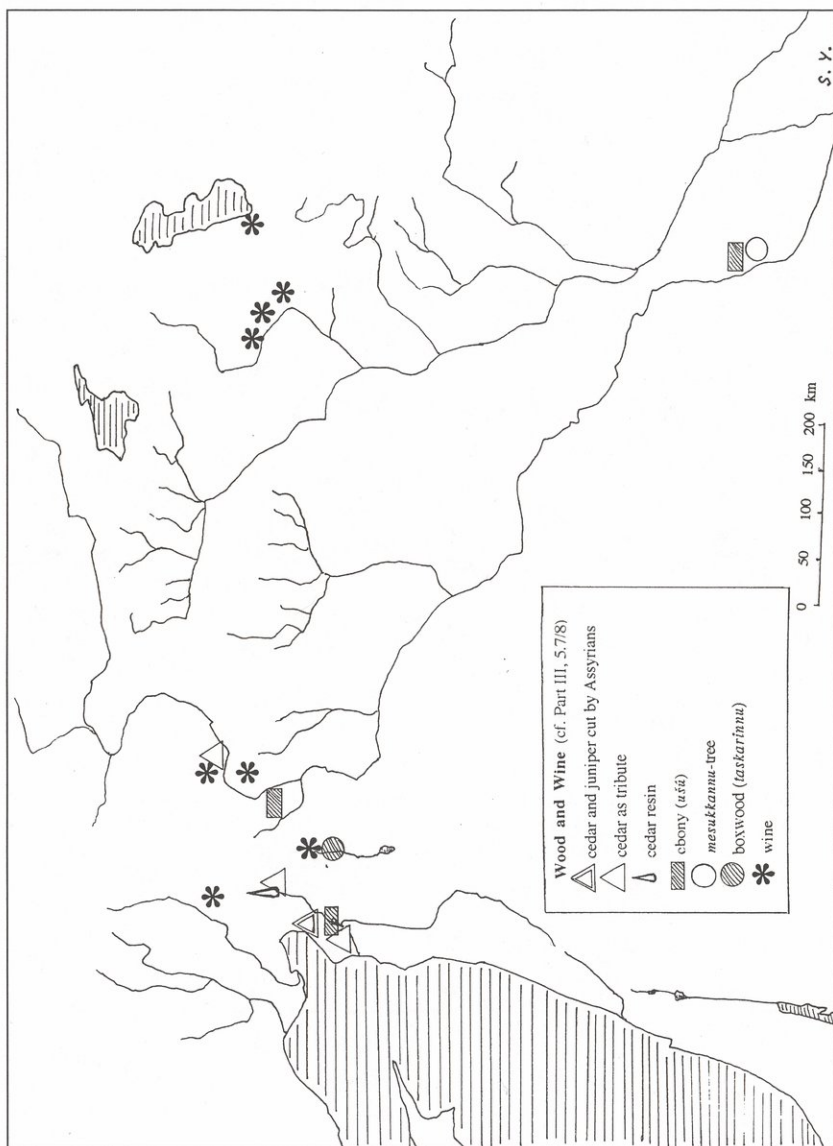 Wood and Wine (cf. Part III, 5.7/8)
cedar and juniper cut by Assyrians
cedar as tribute
cedar resin
ebony (ušû)
mesukkannu-tree
boxwood (taskarinnu)
wine
0 50 100 150 200 km
S. Y.